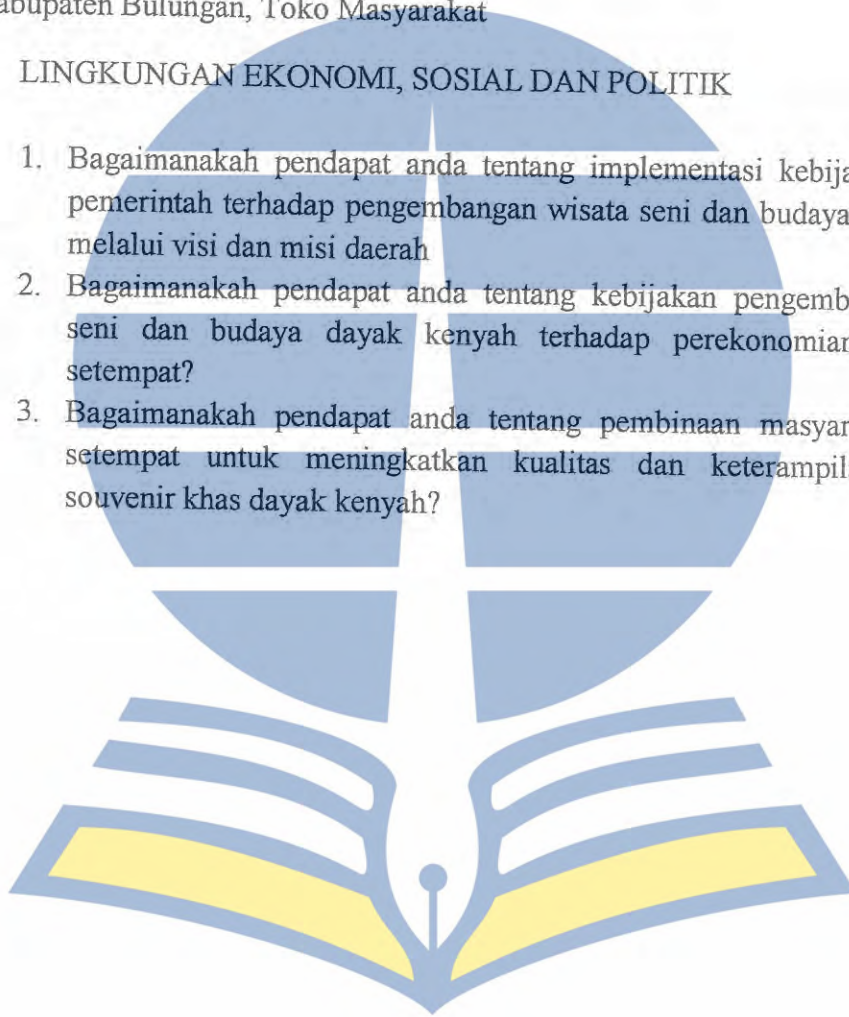 abupaten Bulungan, Toko Masyarakat
LINGKUNGAN EKONOMI, SOSIAL DAN POLITIK
1. Bagaimanakah pendapat anda tentang implementasi kebija
pemerintah terhadap pengembangan wisata seni dan budaya
melalui visi dan misi daerah
2. Bagaimanakah pendapat anda tentang kebijakan pengemb
seni dan budaya dayak kenyah terhadap perekonomian
setempat?
3. Bagaimanakah pendapat anda tentang pembinaan masyar
setempat untuk meningkatkan kualitas dan keterampil
souvenir khas dayak kenyah?